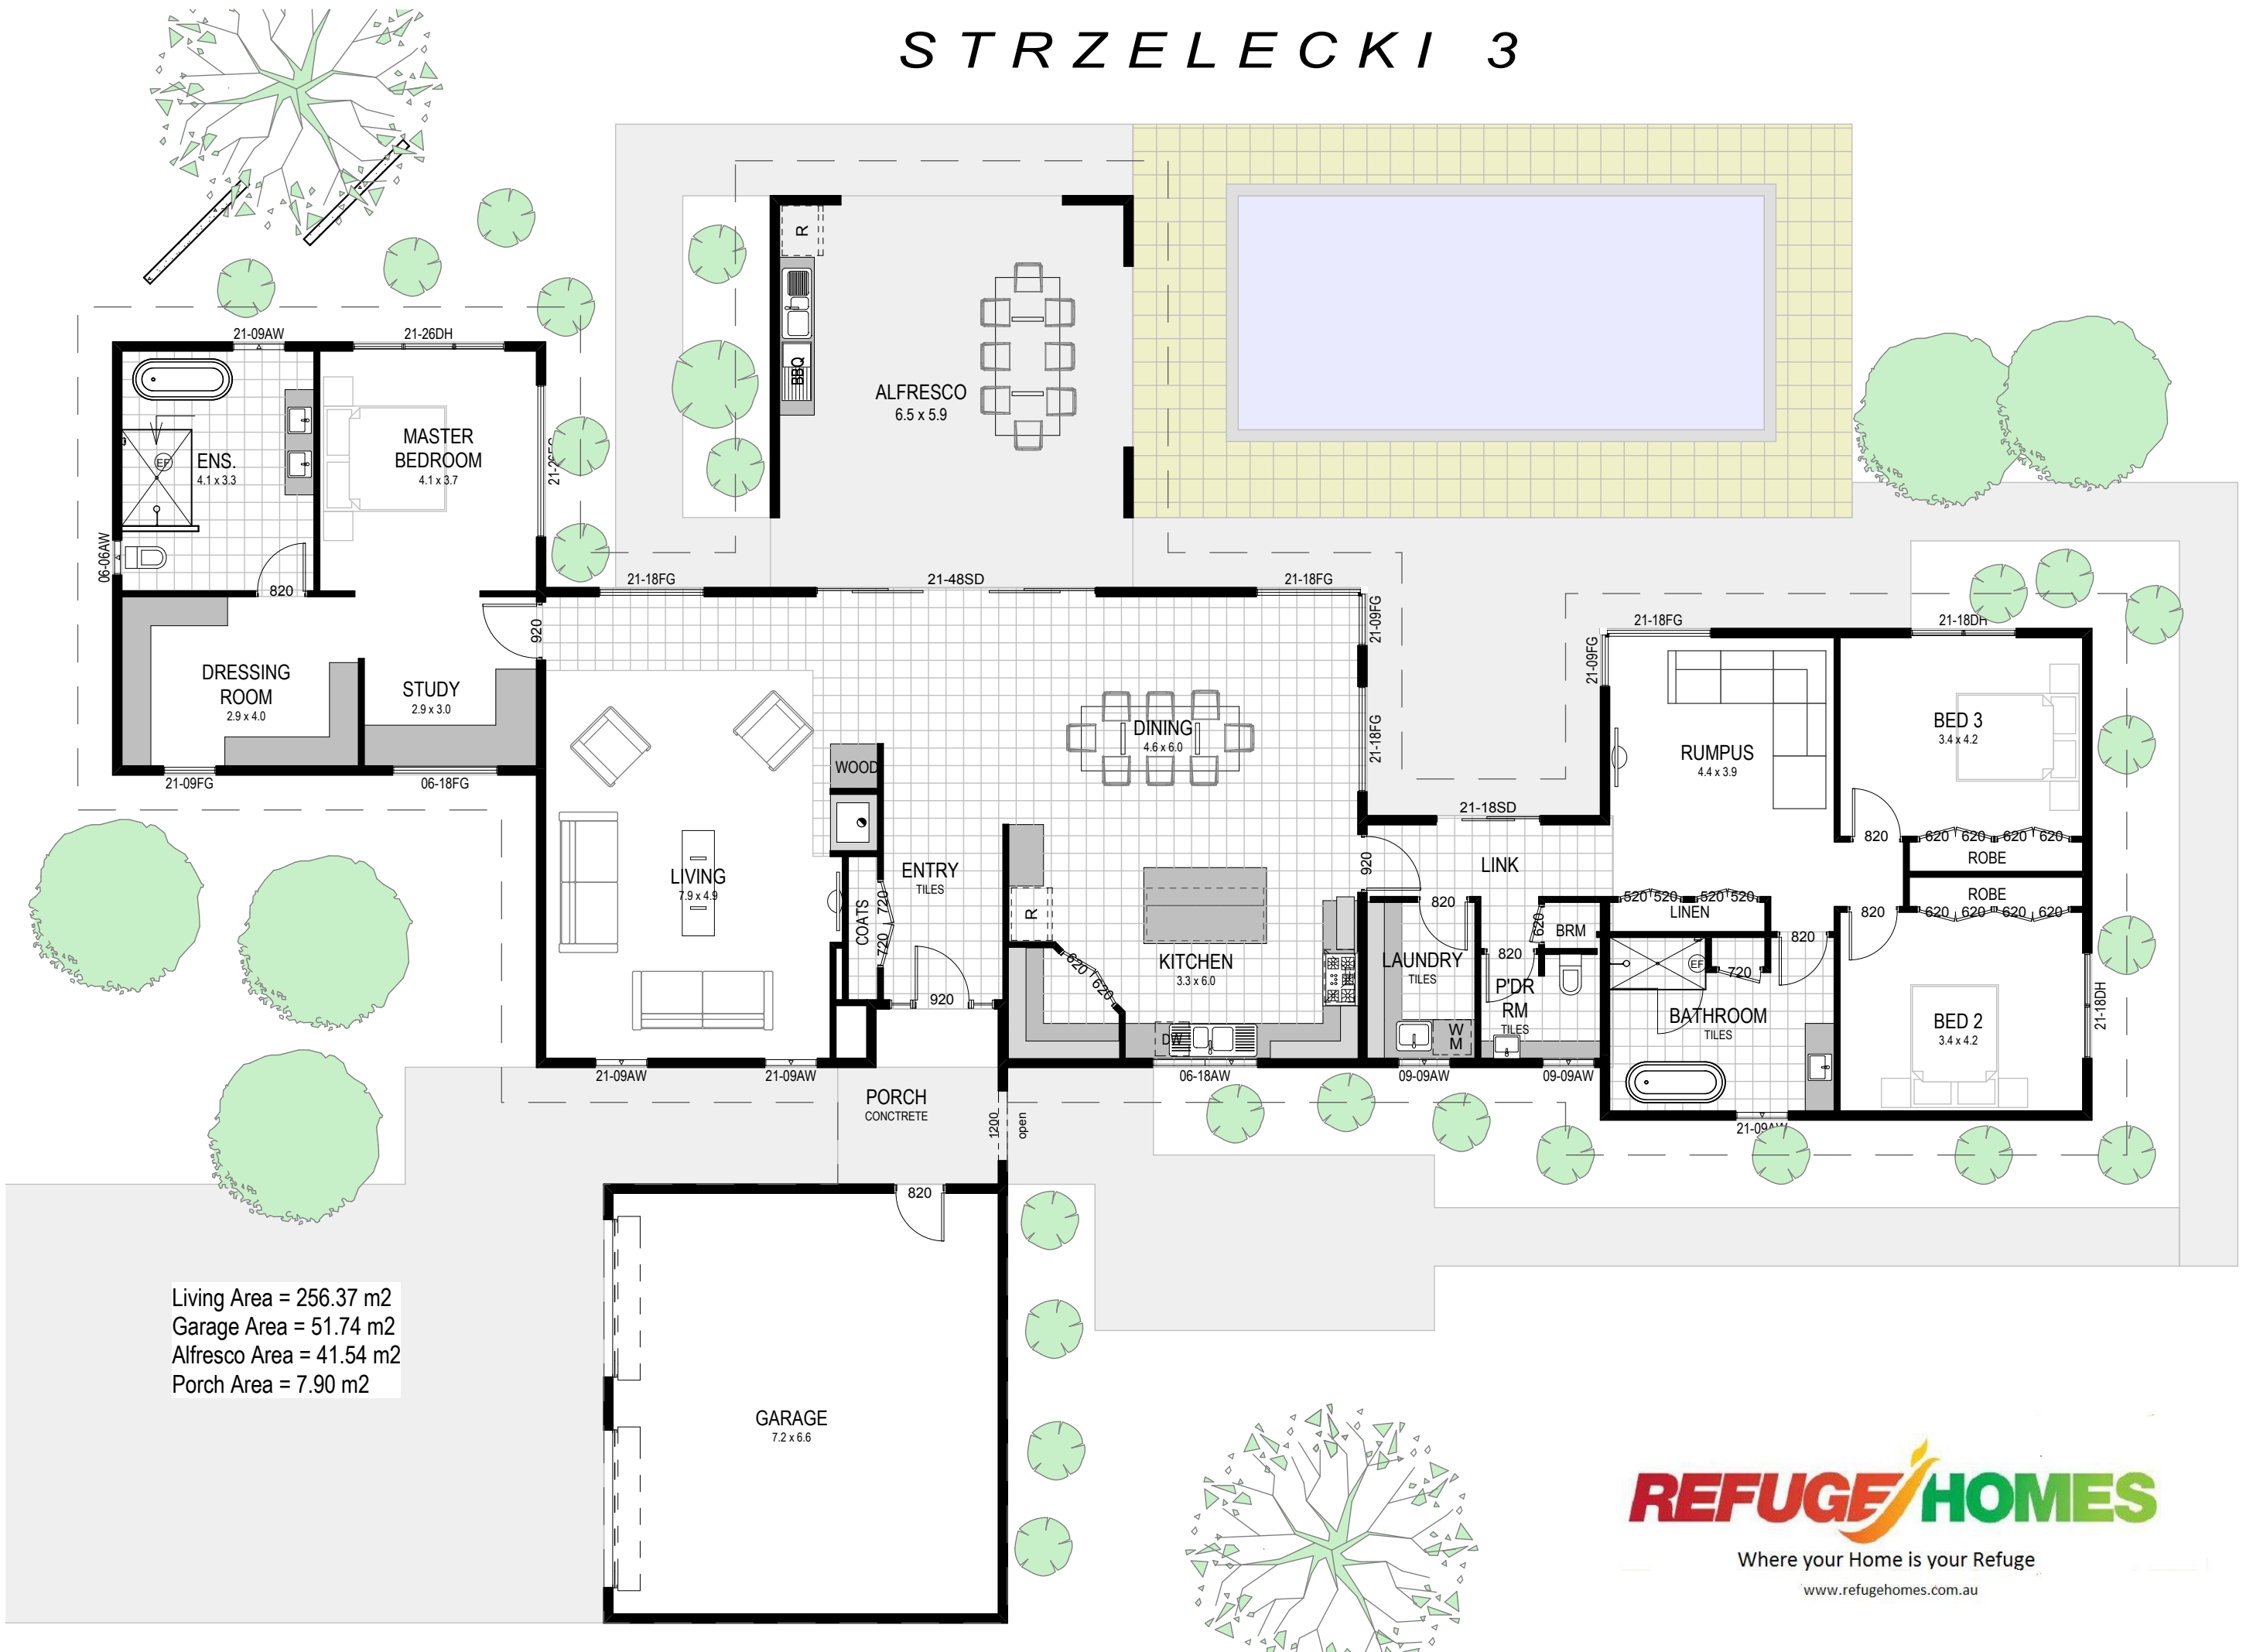 STRZELECKI 3
21-09AW
21-26DH
R
BBQ
ALFRESCO
6.5 x 5.9
ENS.
4.1 x 3.3
EF
MASTER
BEDROOM
4.1 x 3.7
06-06AW
820
21-18FG
21-48SD
21-18FG
920
21-09FG
21-18FG
21-09FG
21-18FG
21-18DH
DRESSING
ROOM
2.9 x 4.0
STUDY
2.9 x 3.0
21-09FG
06-18FG
WOOD
DINING
4.6 x 6.0
RUMPUS
4.4 x 3.9
BED 3
3.4 x 4.2
21-18SD
820
620 620 620 620
ROBE
ROBE
620 620 620 620
820
LIVING
7.9 x 4.9
COATS
720
720
ENTRY
TILES
920
R
620
620
KITCHEN
3.3 x 6.0
DW
920
LINK
820
LAUNDRY
TILES
W
M
620
BRM
820
P'DR
RM
TILES
520 520 520 520
LINEN
820
EF
720
BATHROOM
TILES
BED 2
3.4 x 4.2
21-18DH
21-09AW
21-09AW
06-18AW
09-09AW
09-09AW
21-09AW
PORCH
CONCTRETE
1200
open
820
Living Area = 256.37 m2
Garage Area = 51.74 m2
Alfresco Area = 41.54 m2
Porch Area = 7.90 m2
GARAGE
7.2 x 6.6
REFUGE HOMES
Where your Home is your Refuge
www.refugehomes.com.au